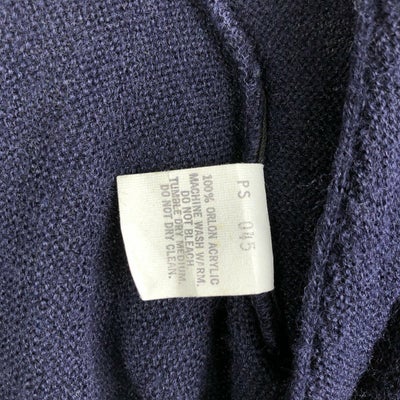 PS 045
100% ORLON ACRYLIC
MACHINE WASH WARM.
DO NOT BLEACH
TUMBLE DRY MEDIUM.
DO NOT DRY CLEAN.